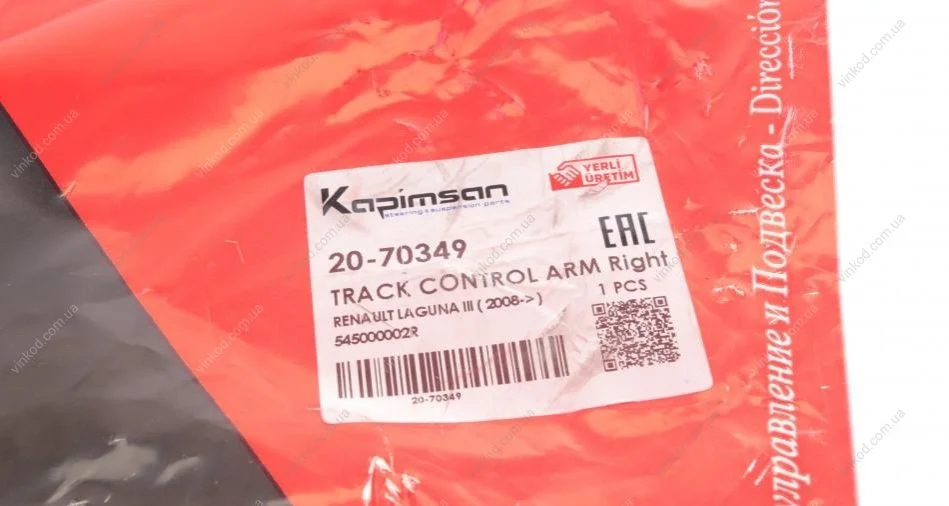 Kapimsan
steering & suspension parts
YERLİ
ÜRETİM
EAC
20-70349
TRACK CONTROL ARM Right
1 PCS
RENAULT LAGUNA III ( 2008-> )
545000002R
20-70349
управление и Подвеска - Dirección
vinkod.com.ua